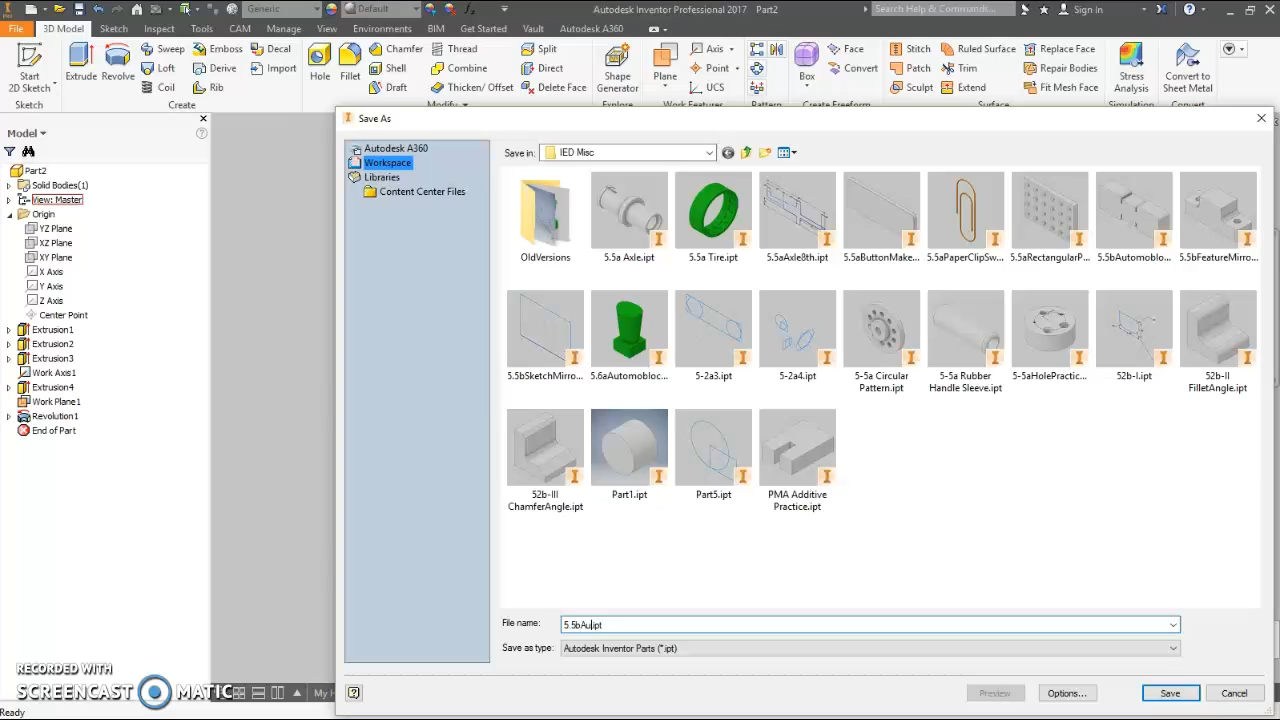 Generic
Default
Autodesk Inventor Professional 2017 Part2
Search Help & Commands...
Sign In
File 3D Model Sketch Inspect Tools CAM Manage View Environments BIM Get Started Vault Autodesk A360
Start
2D Sketch
Extrude
Revolve
Sweep Emboss Decal
Loft Derive Import
Coil Rib
Hole
Fillet
Chamfer Thread Split
Shell Combine Direct
Draft Thicken/ Offset Delete Face
Shape
Generator
Plane
Axis
Point
UCS
Box
Face
Convert
Stitch Ruled Surface Replace Face
Patch Trim Repair Bodies
Sculpt Extend Fit Mesh Face
Stress
Analysis
Convert to
Sheet Metal
Sketch Create Modify Explore Work Features Pattern Create Freeform Surface Simulation Convert
Model
Part2
Solid Bodies(1)
View: Master
Origin
YZ Plane
XZ Plane
XY Plane
X Axis
Y Axis
Z Axis
Center Point
Extrusion1
Extrusion2
Extrusion3
Work Axis1
Extrusion4
Work Plane1
Revolution1
End of Part
Save As
Autodesk A360
Workspace
Libraries
Content Center Files
Save in: IED Misc
OldVersions
5.5a Axle.ipt
5.5a Tire.ipt
5.5aAxle8th.ipt
5.5aButtonMake...
5.5aPaperClipSw...
5.5aRectangularP...
5.5bAutomoblo...
5.5bFeatureMirro...
5.5bSketchMirro...
5.6aAutomobloc...
5-2a3.ipt
5-2a4.ipt
5-5a Circular
Pattern.ipt
5-5a Rubber
Handle Sleeve.ipt
5-5aHolePractic...
52b-I.ipt
52b-II
FilletAngle.ipt
52b-III
ChamferAngle.ipt
Part1.ipt
Part5.ipt
PMA Additive
Practice.ipt
File name: 5.5bAu.ipt
Save as type: Autodesk Inventor Parts (*.ipt)
Preview
Options...
Save
Cancel
RECORDED WITH
SCREENCAST MATIC
My H
Ready